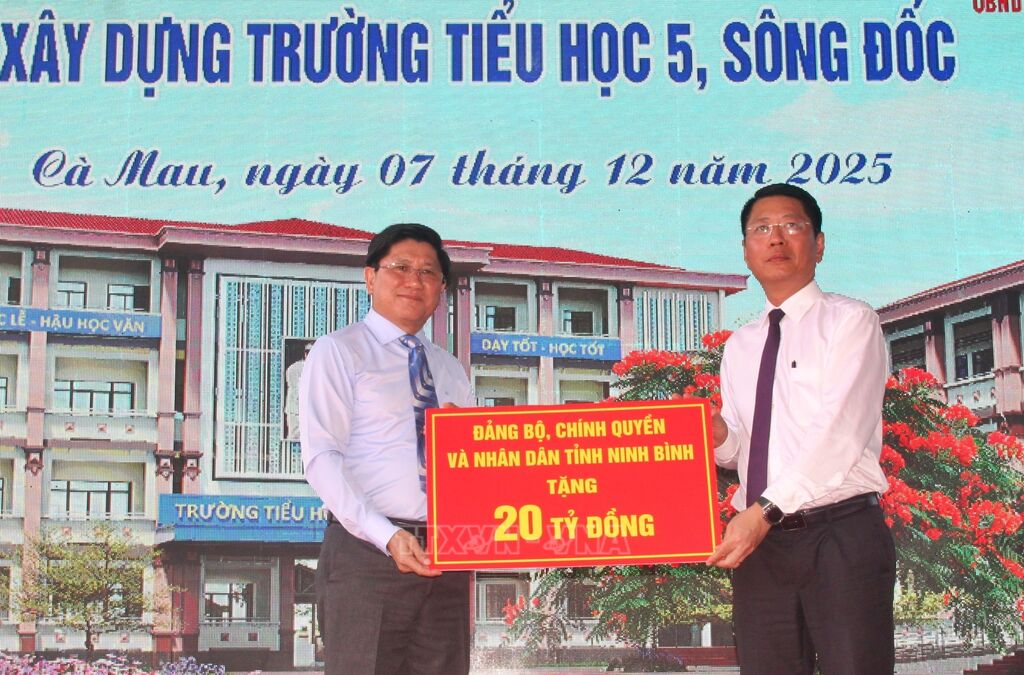 QBND
XÂY DỰNG TRƯỜNG TIỂU HỌC 5, SÔNG ĐỐC
Cà Mau, ngày 07 tháng 12 năm 2025
LỄ - HẬU HỌC VĂN
DẠY TỐT - HỌC TỐT
TRƯỜNG TIỂU H
ĐẢNG BỘ, CHÍNH QUYỀN
VÀ NHÂN DÂN TỈNH NINH BÌNH
TẶNG
20 TỶ ĐỒNG